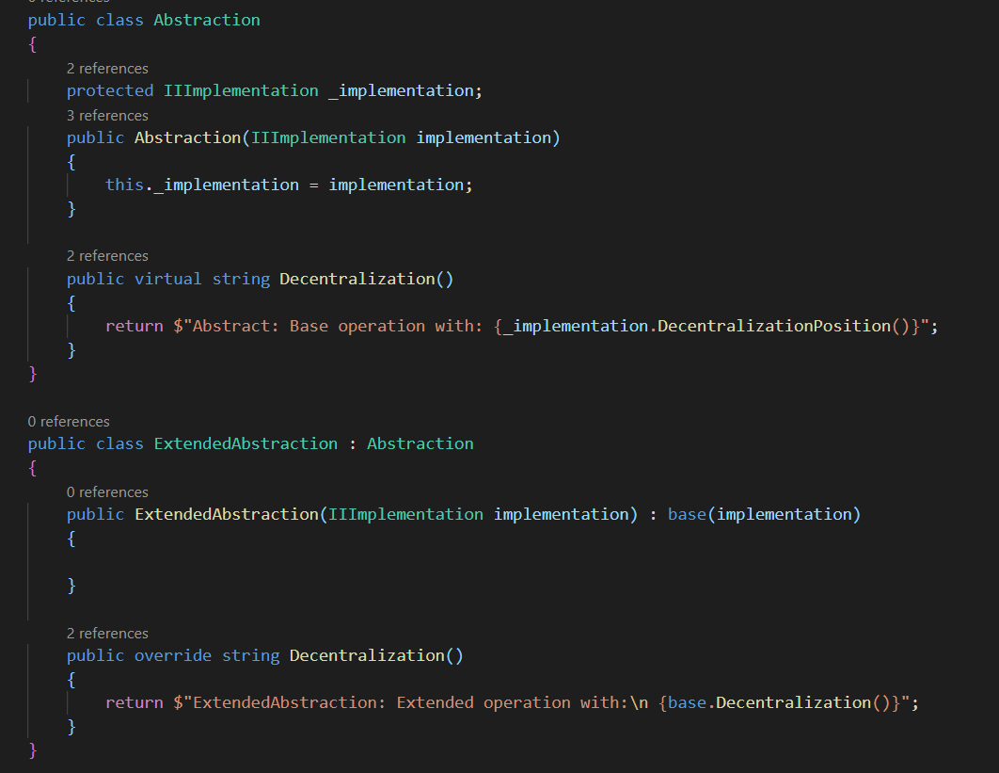 0 references
public class Abstraction
{
2 references
protected IIImplementation _implementation;
3 references
public Abstraction(IIImplementation implementation)
{
this._implementation = implementation;
}
2 references
public virtual string Decentralization()
{
return $"Abstract: Base operation with: {_implementation.DecentralizationPosition()}";
}
}
0 references
public class ExtendedAbstraction : Abstraction
{
0 references
public ExtendedAbstraction(IIImplementation implementation) : base(implementation)
{
}
2 references
public override string Decentralization()
{
return $"ExtendedAbstraction: Extended operation with:\n {base.Decentralization()}";
}
}